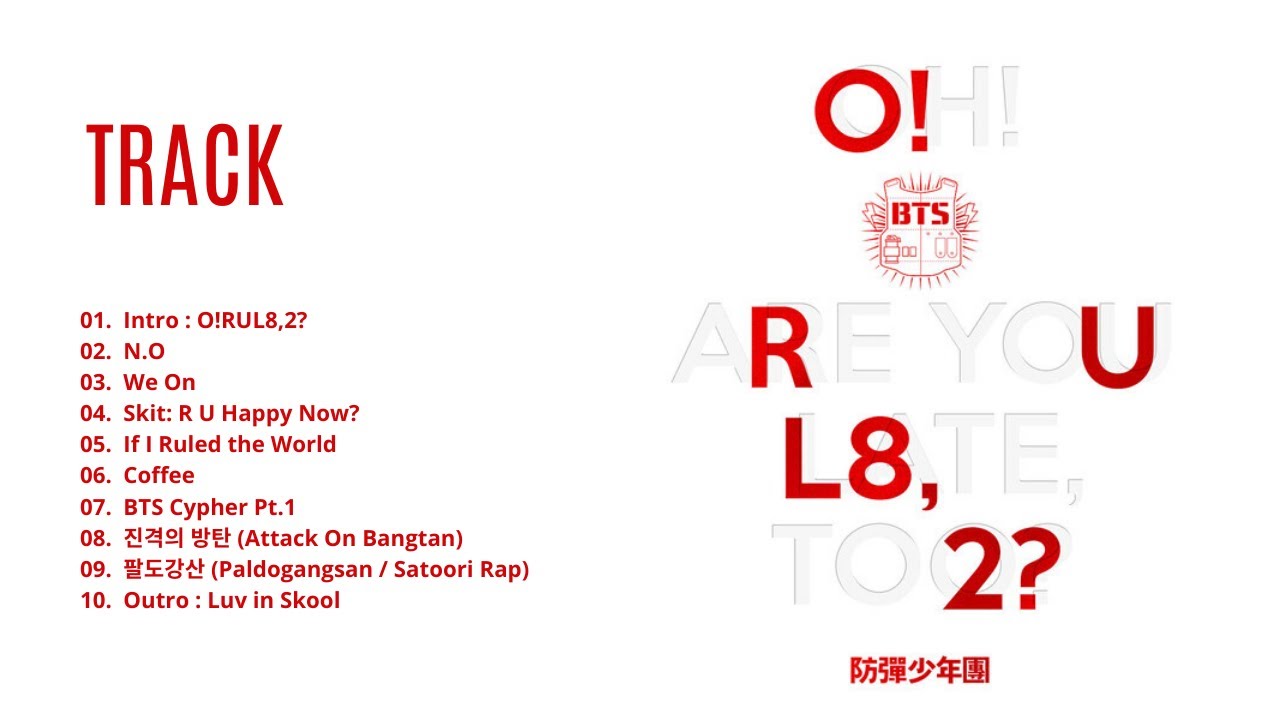 TRACK
01. Intro : O!RUL8,2?
02. N.O
03. We On
04. Skit: R U Happy Now?
05. If I Ruled the World
06. Coffee
07. BTS Cypher Pt.1
08. 진격의 방탄 (Attack On Bangtan)
09. 팔도강산 (Paldogangsan / Satoori Rap)
10. Outro : Luv in Skool
O! OH!
BTS
ARE YOU R U
LATE, L8,
TOO? 2?
防彈少年團